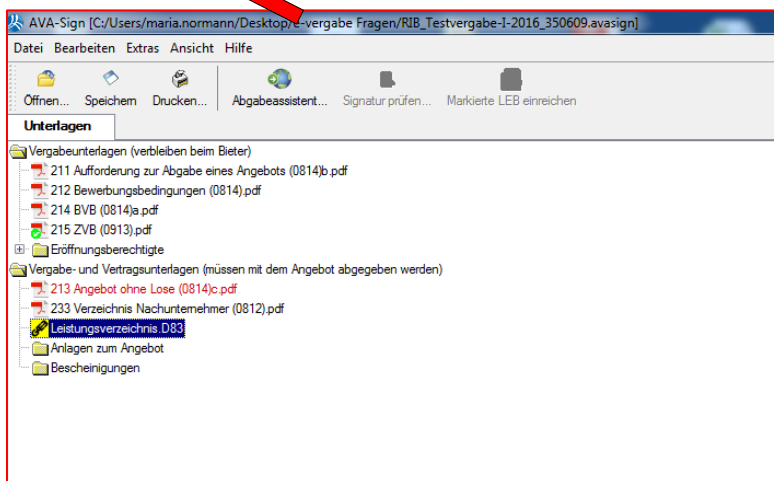 AVA-Sign [C:/Users/maria.normann/Desktop/e-vergabe Fragen/RIB_Testvergabe-I-2016_350609.avasign]
Datei Bearbeiten Extras Ansicht Hilfe
Öffnen... Speichern Drucken... Abgabeassistent... Signatur prüfen... Markierte LEB einreichen
Unterlagen
Vergabeunterlagen (verbleiben beim Bieter)
211 Aufforderung zur Abgabe eines Angebots (0814)b.pdf
212 Bewerbungsbedingungen (0814).pdf
214 BVB (0814)a.pdf
215 ZVB (0913).pdf
Eröffnungsberechtigte
Vergabe- und Vertragsunterlagen (müssen mit dem Angebot abgegeben werden)
213 Angebot ohne Lose (0814)c.pdf
233 Verzeichnis Nachunternehmer (0812).pdf
Leistungsverzeichnis.D83
Anlagen zum Angebot
Bescheinigungen